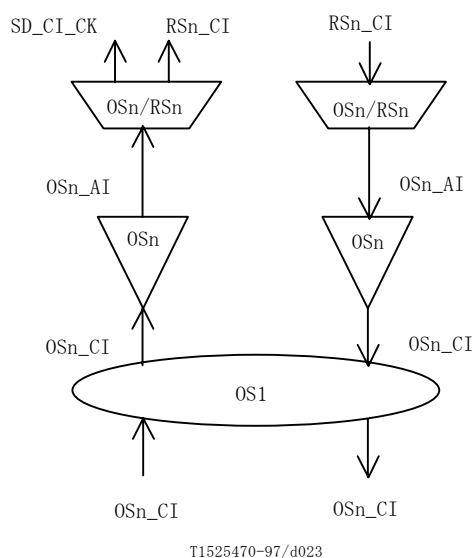 SD_CI_CK RSn_CI RSn_CI
OSn/RSn OSn/RSn
OSn_AI OSn_AI
OSn OSn
OSn_CI OSn_CI
OS1
OSn_CI OSn_CI
T1525470-97/d023